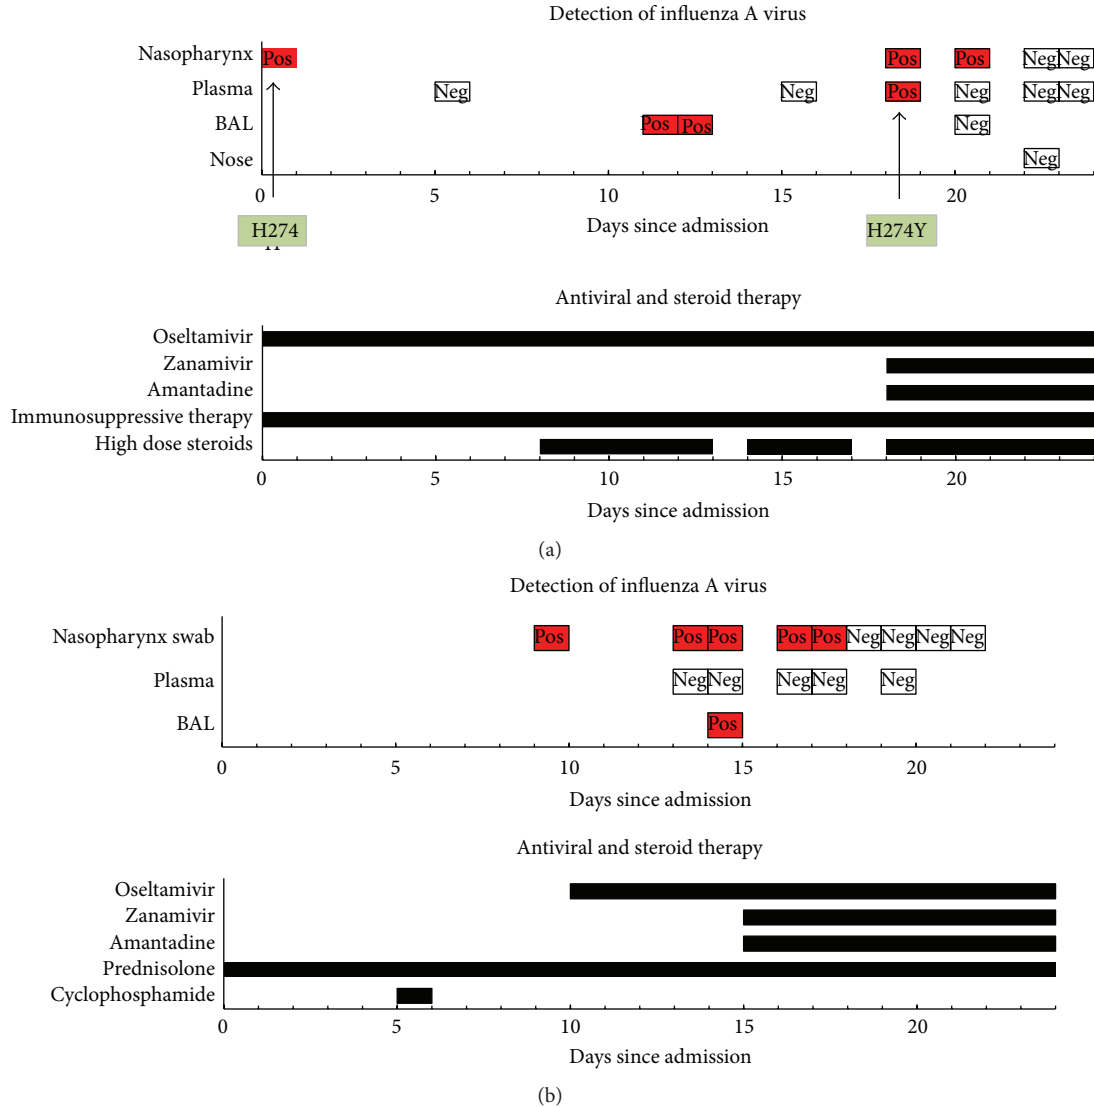 Detection of influenza A virus
Nasopharynx Pos Pos Pos Neg Neg
Plasma Neg Neg Pos Neg Neg Neg
BAL Pos Pos Neg
Nose Neg
0 5 10 15 20
Days since admission
H274 H274Y
Antiviral and steroid therapy
Oseltamivir
Zanamivir
Amantadine
Immunosuppressive therapy
High dose steroids
0 5 10 15 20
Days since admission
(a)
Detection of influenza A virus
Nasopharynx swab Pos Pos Pos Pos Pos Neg Neg Neg Neg
Plasma Neg Neg Neg Neg Neg
BAL Pos
0 5 10 15 20
Days since admission
Antiviral and steroid therapy
Oseltamivir
Zanamivir
Amantadine
Prednisolone
Cyclophosphamide
0 5 10 15 20
Days since admission
(b)